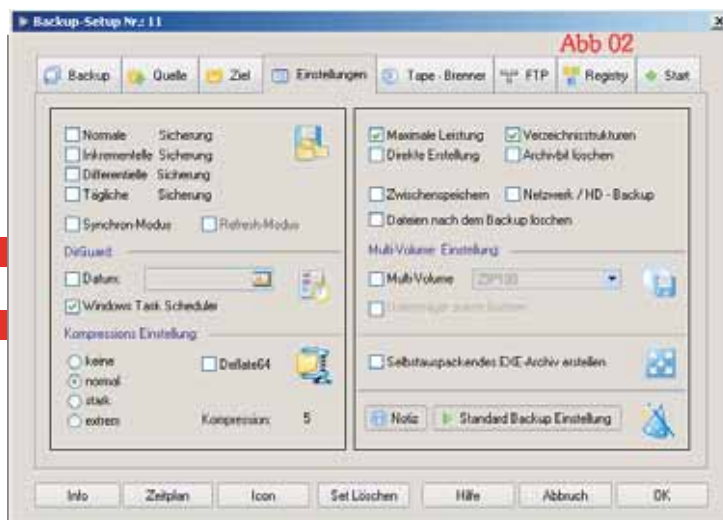 Backup-Setup Nr.: 11
Abb 02
Backup Quelle Ziel Einstellungen Tape - Brenner FTP Registry Start
Normale Sicherung
Inkrementelle Sicherung
Differentielle Sicherung
Tägliche Sicherung
Synchron-Modus Refresh-Modus
Datum:
Windows Task Scheduler
Kompressions Einstellung
keine
normal
stark
extrem
Deflate64
Kompression: 5
Maximale Leistung Verzeichnisstrukturen
Direkte Erstellung Archivbit löschen
Zwischenspeichern Netzwerk / HD - Backup
Dateien nach dem Backup löschen
Multi-Volume Einstellung
Multi-Volume ZIP100
Selbstauspackendes EXE-Archiv erstellen
Notiz Standard Backup Einstellung
Info Zeitplan Icon Set Löschen Hilfe Abbruch OK